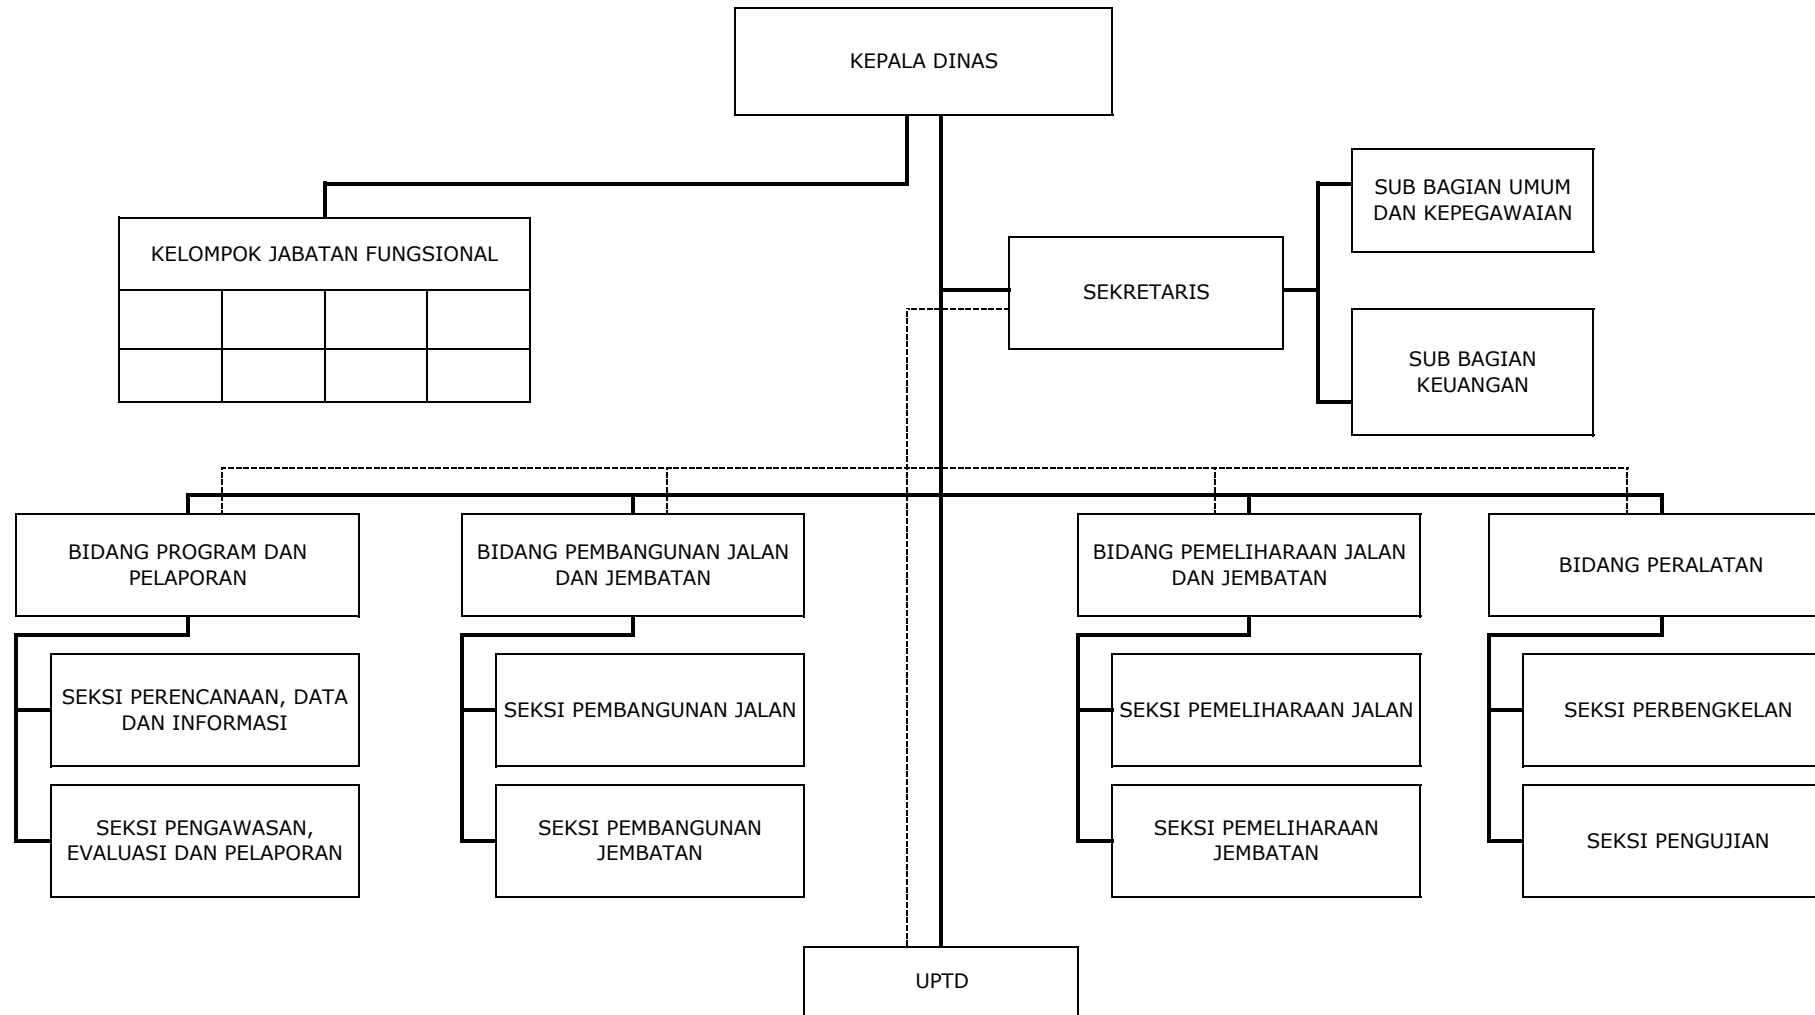 KEPALA DINAS
SUB BAGIAN UMUM
DAN KEPEGAWAIAN
KELOMPOK JABATAN FUNGSIONAL
SEKRETARIS
SUB BAGIAN
KEUANGAN
BIDANG PROGRAM DAN
PELAPORAN
BIDANG PEMBANGUNAN JALAN
DAN JEMBATAN
BIDANG PEMELIHARAAN JALAN
DAN JEMBATAN
BIDANG PERALATAN
SEKSI PERENCANAAN, DATA
DAN INFORMASI
SEKSI PEMBANGUNAN JALAN
SEKSI PEMELIHARAAN JALAN
SEKSI PERBENGKELAN
SEKSI PENGAWASAN,
EVALUASI DAN PELAPORAN
SEKSI PEMBANGUNAN
JEMBATAN
SEKSI PEMELIHARAAN
JEMBATAN
SEKSI PENGUJIAN
UPTD